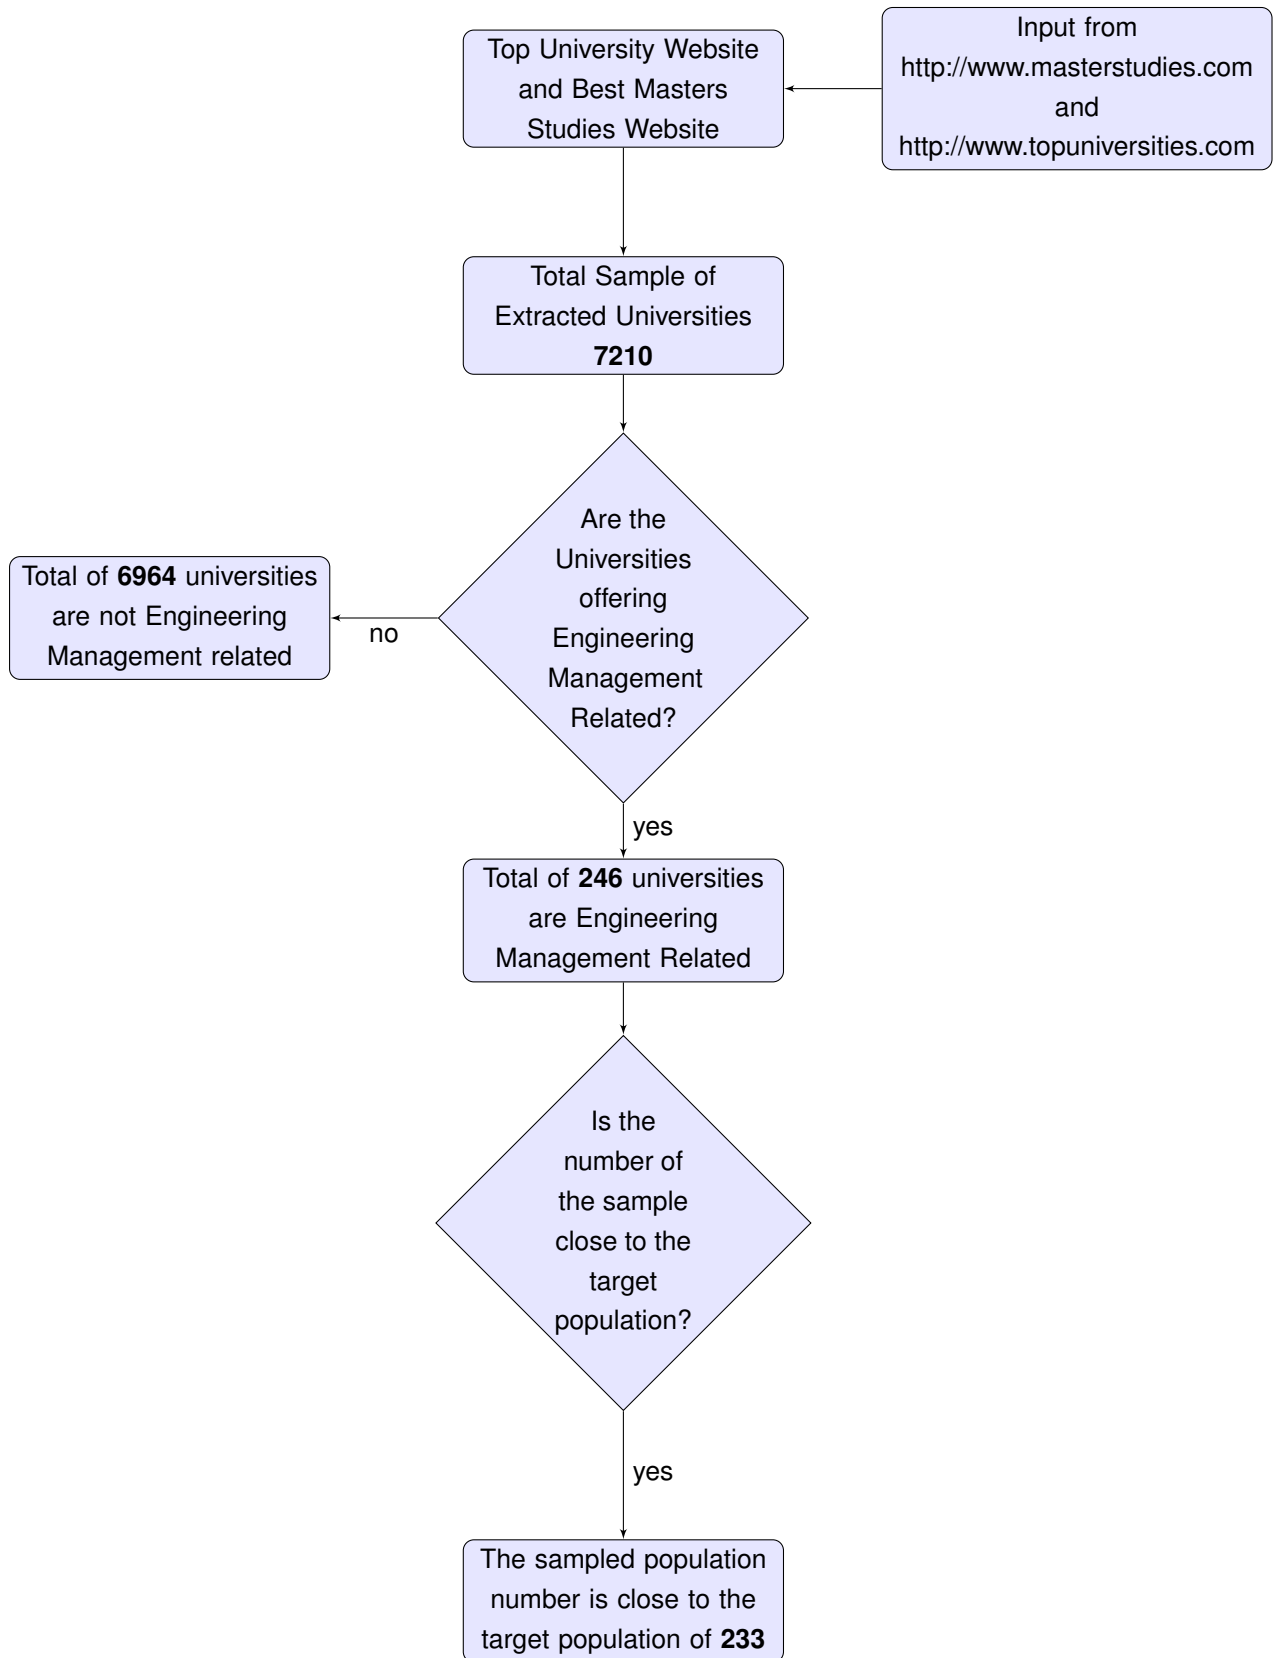 Top University Website
and Best Masters
Studies Website
Input from
http://www.masterstudies.com
and
http://www.topuniversities.com
Total Sample of
Extracted Universities
7210
Are the
Universities
offering
Engineering
Management
Related?
no
Total of 6964 universities
are not Engineering
Management related
yes
Total of 246 universities
are Engineering
Management Related
Is the
number of
the sample
close to the
target
population?
yes
The sampled population
number is close to the
target population of 233